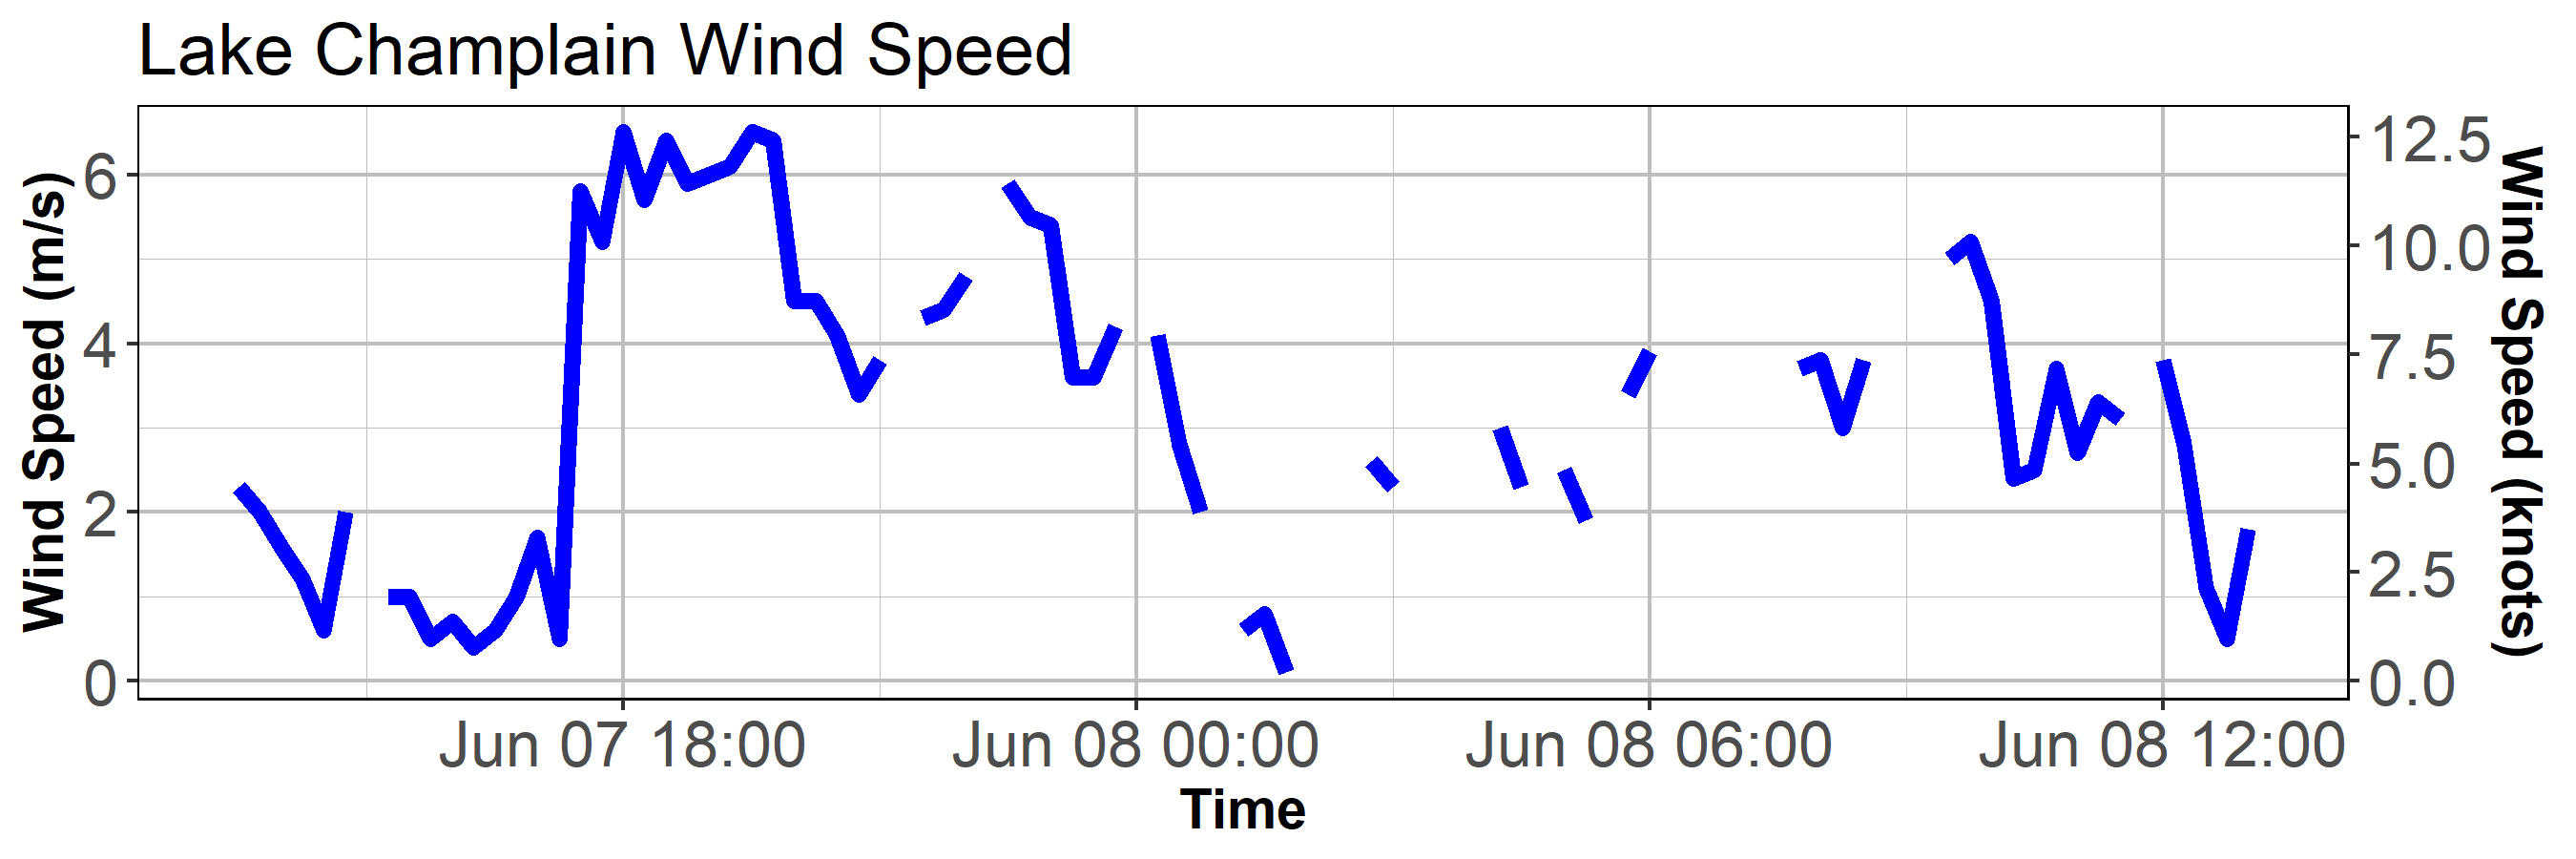 Lake Champlain Wind Speed
Wind Speed (m/s)
6
4
2
0
12.5
10.0
7.5
5.0
2.5
0.0
Wind Speed (knots)
Jun 07 18:00
Jun 08 00:00
Jun 08 06:00
Jun 08 12:00
Time